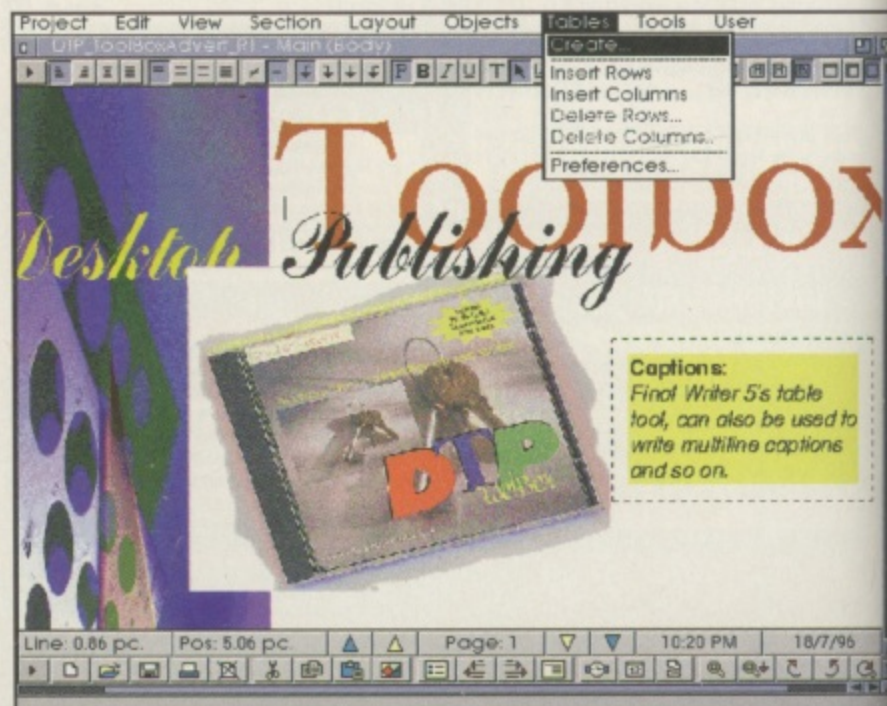 Project Edit View Section Layout Objects Tables Tools User
DTP_ToolBoxAdvert_R1 - Main (Body)
Create...
Insert Rows
Insert Columns
Delete Rows...
Delete Columns...
Preferences...
Toolbox
Desktop Publishing
DTP
Captions:
Final Writer 5's table
tool, can also be used to
write multiline captions
and so on.
Line: 0.86 pc. Pos: 5.06 pc. Page: 1 10:20 PM 18/7/96